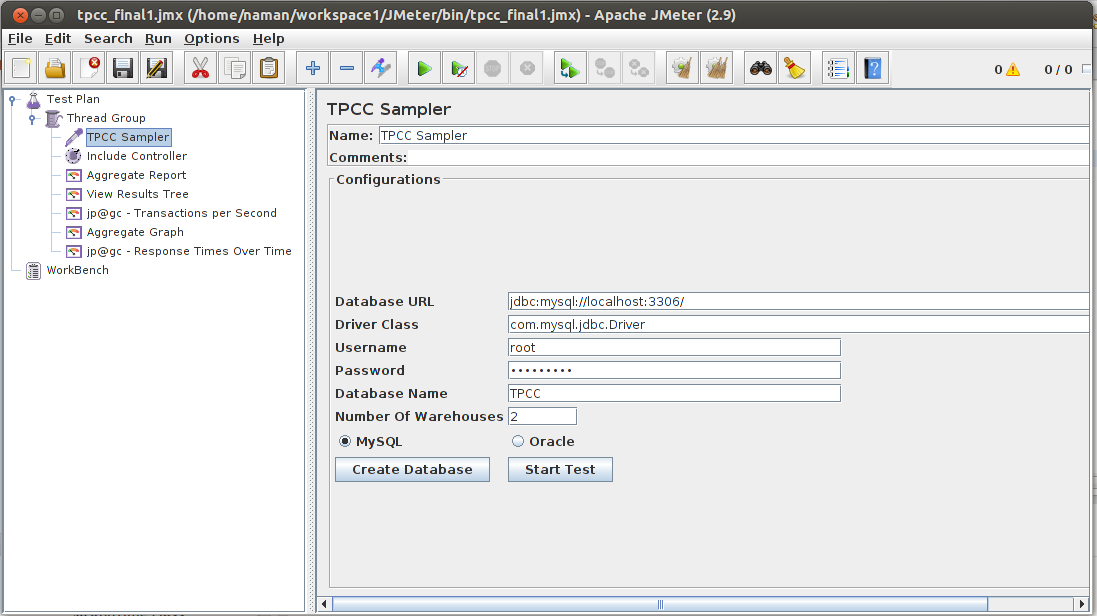 tpcc_final1.jmx (/home/naman/workspace1/JMeter/bin/tpcc_final1.jmx) - Apache JMeter (2.9)
File Edit Search Run Options Help
0 0 / 0
Test Plan
Thread Group
TPCC Sampler
Include Controller
Aggregate Report
View Results Tree
jp@gc - Transactions per Second
Aggregate Graph
jp@gc - Response Times Over Time
WorkBench
TPCC Sampler
Name: TPCC Sampler
Comments:
Configurations
Database URL jdbc:mysql://localhost:3306/
Driver Class com.mysql.jdbc.Driver
Username root
Password •••••••••
Database Name TPCC
Number Of Warehouses 2
MySQL Oracle
Create Database Start Test